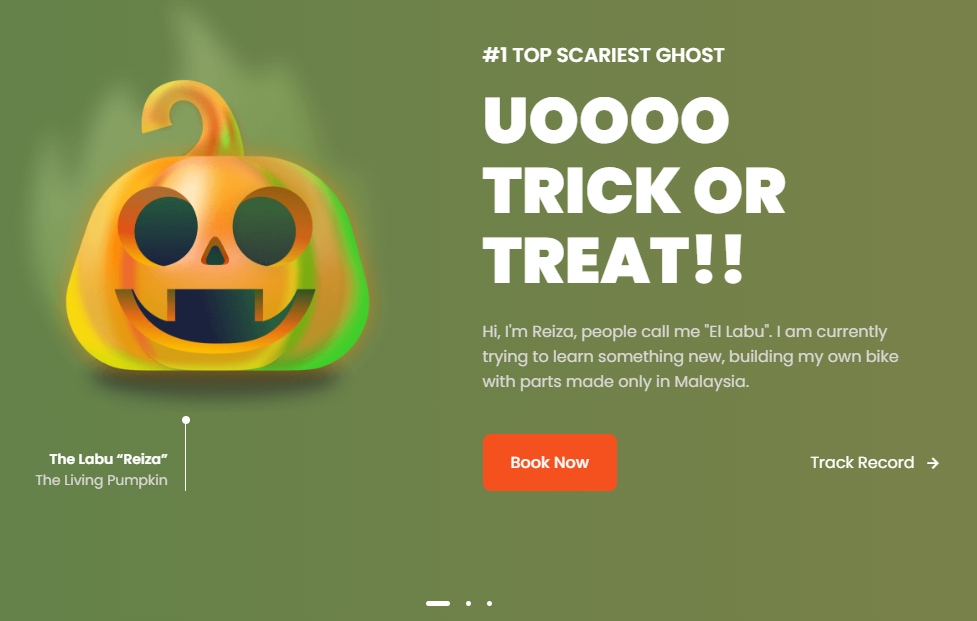 #1 TOP SCARIEST GHOST
UOOOO
TRICK OR
TREAT!!
Hi, I'm Reiza, people call me "El Labu". I am currently
trying to learn something new, building my own bike
with parts made only in Malaysia.
Book Now
Track Record →
The Labu “Reiza”
The Living Pumpkin